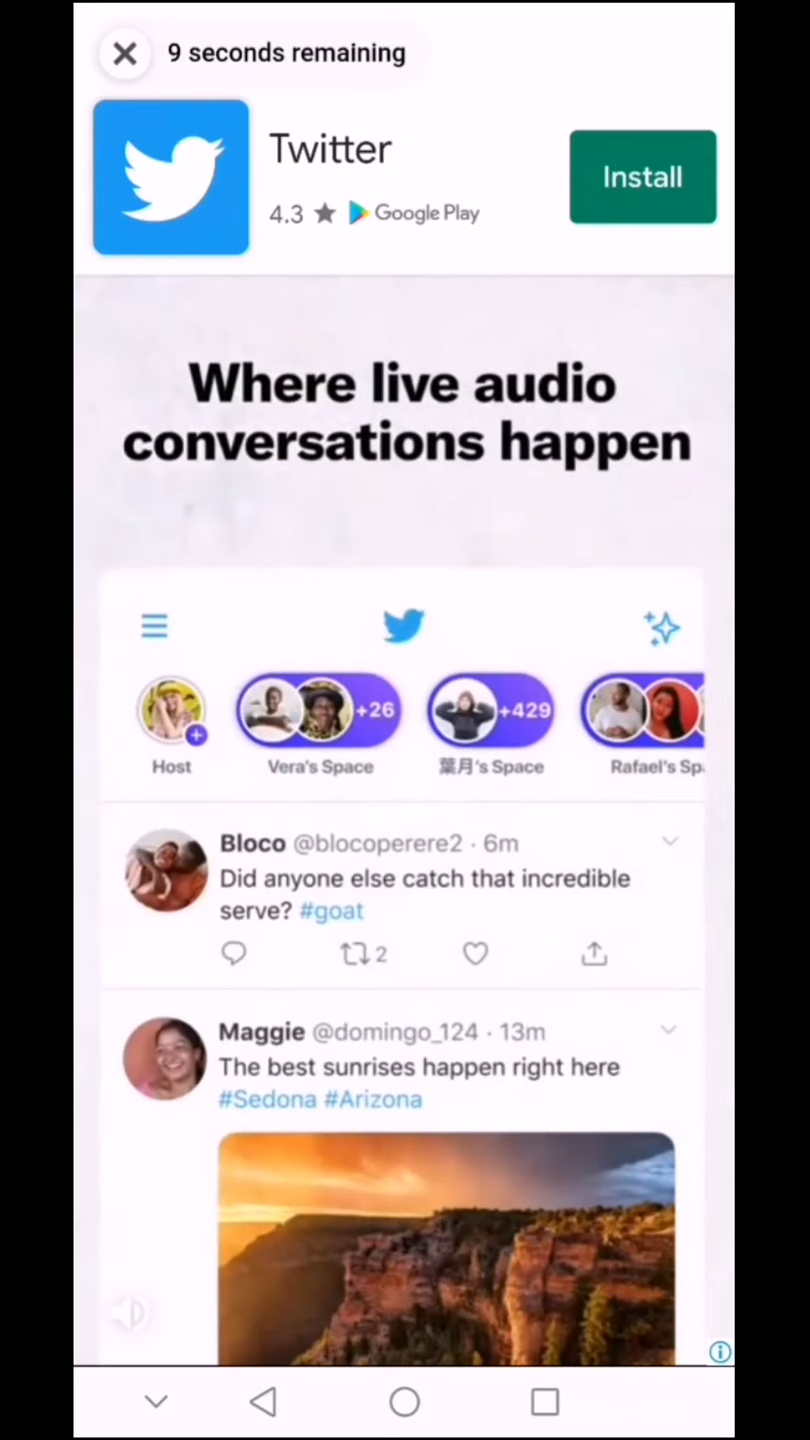 9 seconds remaining
Twitter
Install
4.3 ★ Google Play
Where live audio
conversations happen
+26
+429
Host
Vera's Space
葉月's Space
Rafael's Sp
Bloco @blocoperere2 · 6m
Did anyone else catch that incredible
serve? #goat
2
Maggie @domingo_124 · 13m
The best sunrises happen right here
#Sedona #Arizona